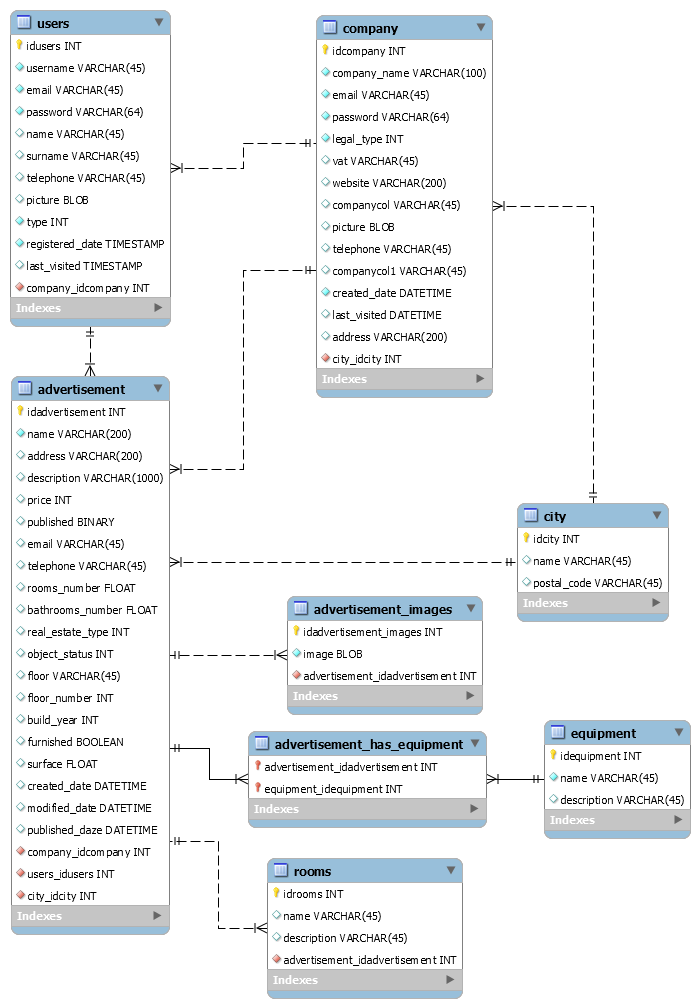 users
idusers INT
username VARCHAR(45)
email VARCHAR(45)
password VARCHAR(64)
name VARCHAR(45)
surname VARCHAR(45)
telephone VARCHAR(45)
picture BLOB
type INT
registered_date TIMESTAMP
last_visited TIMESTAMP
company_idcompany INT
Indexes
company
idcompany INT
company_name VARCHAR(100)
email VARCHAR(45)
password VARCHAR(64)
legal_type INT
vat VARCHAR(45)
website VARCHAR(200)
companycol VARCHAR(45)
picture BLOB
telephone VARCHAR(45)
companycol1 VARCHAR(45)
created_date DATETIME
last_visited DATETIME
address VARCHAR(200)
city_idcity INT
Indexes
advertisement
idadvertisement INT
name VARCHAR(200)
address VARCHAR(200)
description VARCHAR(1000)
price INT
published BINARY
email VARCHAR(45)
telephone VARCHAR(45)
rooms_number FLOAT
bathrooms_number FLOAT
real_estate_type INT
object_status INT
floor VARCHAR(45)
floor_number INT
build_year INT
furnished BOOLEAN
surface FLOAT
created_date DATETIME
modified_date DATETIME
published_daze DATETIME
company_idcompany INT
users_idusers INT
city_idcity INT
Indexes
city
idcity INT
name VARCHAR(45)
postal_code VARCHAR(45)
Indexes
advertisement_images
idadvertisement_images INT
image BLOB
advertisement_idadvertisement INT
Indexes
advertisement_has_equipment
advertisement_idadvertisement INT
equipment_idequipment INT
Indexes
equipment
idequipment INT
name VARCHAR(45)
description VARCHAR(45)
Indexes
rooms
idrooms INT
name VARCHAR(45)
description VARCHAR(45)
advertisement_idadvertisement INT
Indexes